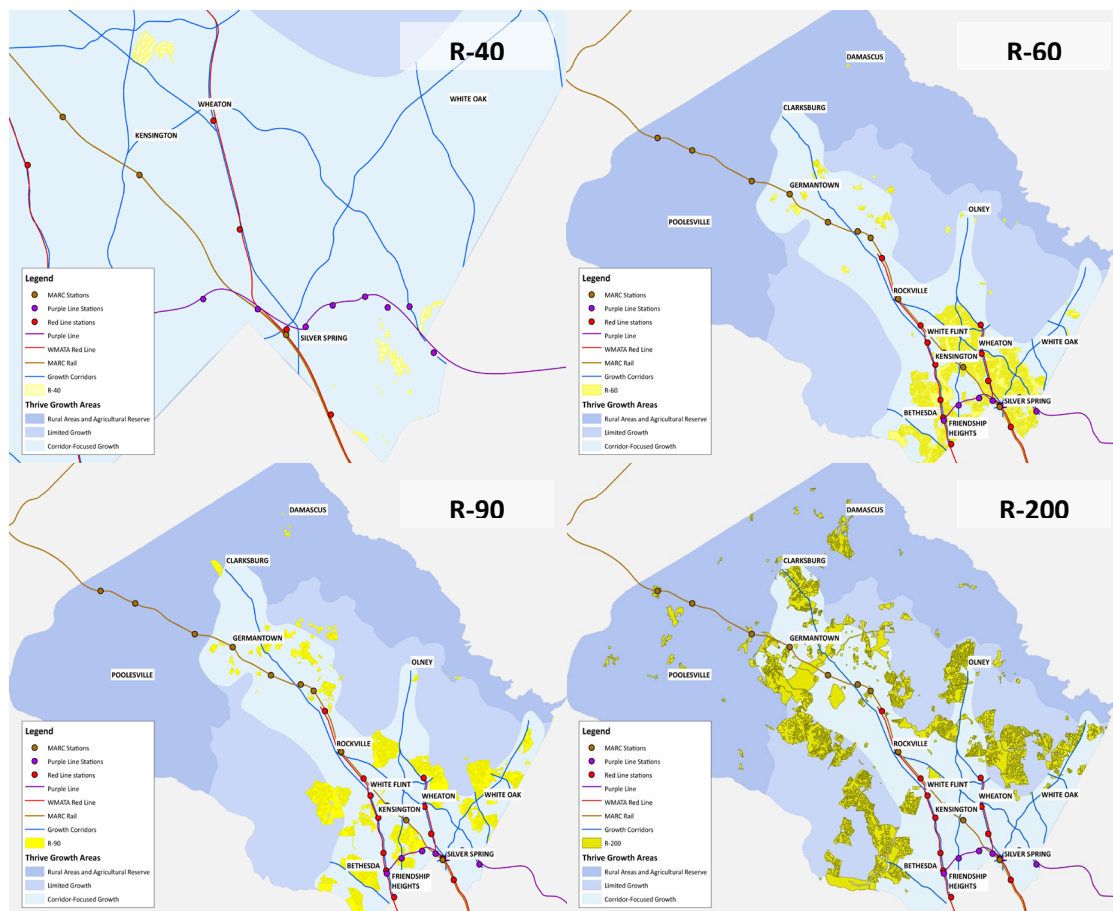 R-40
WHITE OAK
WHEATON
KENSINGTON
SILVER SPRING
Legend
MARC Stations
Purple Line Stations
Red Line stations
Purple Line
WMATA Red Line
MARC Rail
Growth Corridors
R-40
Thrive Growth Areas
Rural Areas and Agricultural Reserve
Limited Growth
Corridor-Focused Growth
R-60
DAMASCUS
CLARKSBURG
GERMANTOWN
POOLESVILLE
OLNEY
ROCKVILLE
WHITE FLINT
WHEATON
WHITE OAK
KENSINGTON
SILVER SPRING
BETHESDA
FRIENDSHIP
HEIGHTS
Legend
MARC Stations
Purple Line Stations
Red Line stations
Purple Line
WMATA Red Line
MARC Rail
Growth Corridors
R-60
Thrive Growth Areas
Rural Areas and Agricultural Reserve
Limited Growth
Corridor-Focused Growth
R-90
DAMASCUS
CLARKSBURG
GERMANTOWN
POOLESVILLE
OLNEY
ROCKVILLE
WHITE FLINT
WHEATON
WHITE OAK
KENSINGTON
SILVER SPRING
BETHESDA
FRIENDSHIP
HEIGHTS
Legend
MARC Stations
Purple Line Stations
Red Line stations
Purple Line
WMATA Red Line
MARC Rail
Growth Corridors
R-90
Thrive Growth Areas
Rural Areas and Agricultural Reserve
Limited Growth
Corridor-Focused Growth
R-200
DAMASCUS
CLARKSBURG
GERMANTOWN
POOLESVILLE
OLNEY
ROCKVILLE
WHITE FLINT
WHEATON
WHITE OAK
KENSINGTON
SILVER SPRING
BETHESDA
FRIENDSHIP
HEIGHTS
Legend
MARC Stations
Purple Line Stations
Red Line stations
Purple Line
WMATA Red Line
MARC Rail
Growth Corridors
R-200
Thrive Growth Areas
Rural Areas and Agricultural Reserve
Limited Growth
Corridor-Focused Growth